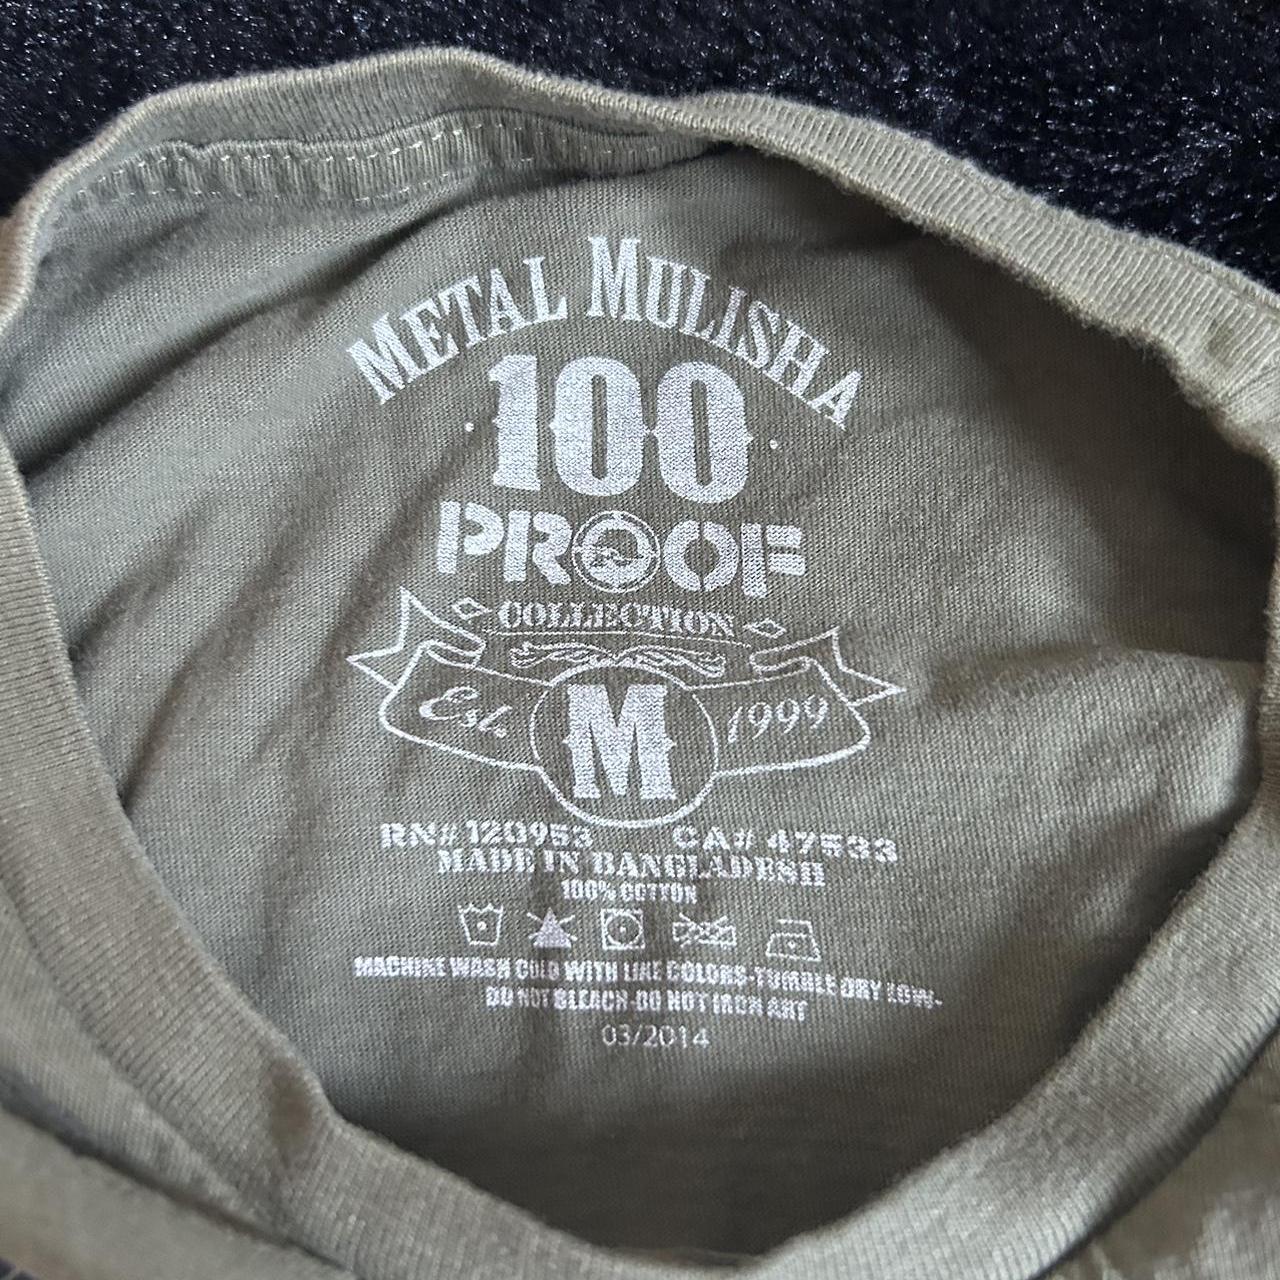 METAL MULISHA
100
PROOF
COLLECTION
Est. M 1999
RN# 120953 CA# 47533
MADE IN BANGLADESH
100% COTTON
MACHINE WASH COLD WITH LIKE COLORS-TUMBLE DRY LOW-
DO NOT BLEACH-DO NOT IRON ART
03/2014